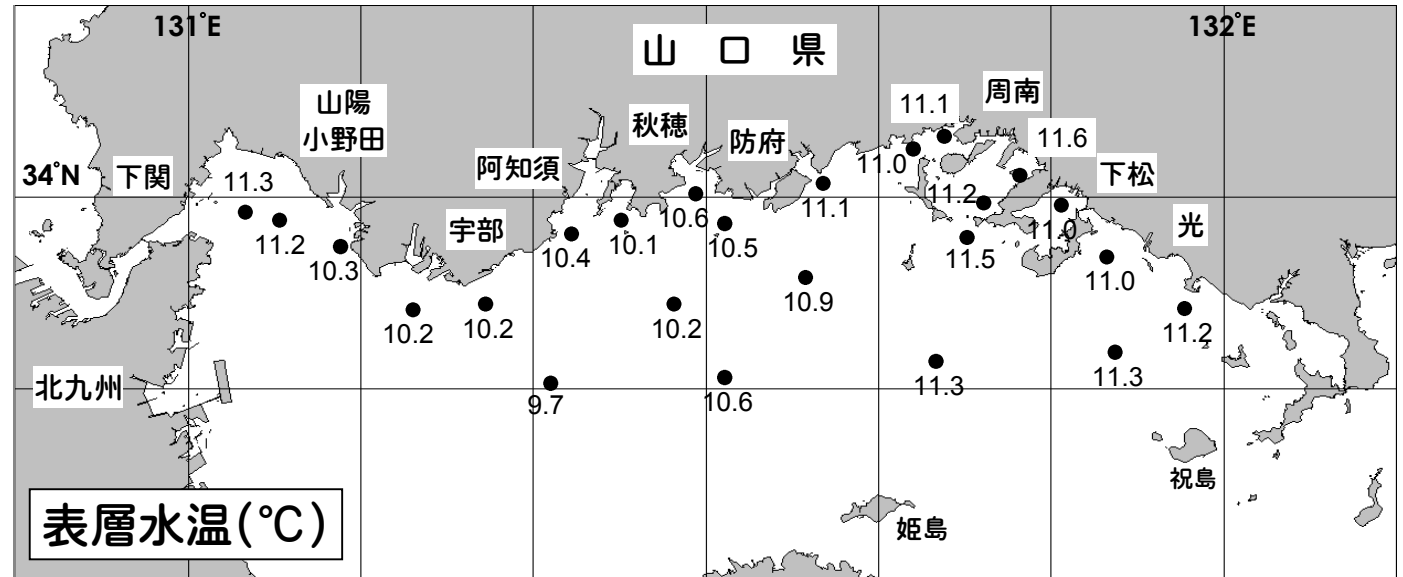 131°E
132°E
山 口 県
周南
11.1
山陽
小野田
秋穂
防府
11.6
11.0
下松
阿知須
34°N
下関
11.3
11.2
10.6
11.1
11.0
光
11.2
宇部
10.1
10.5
10.4
11.5
10.3
11.0
10.9
10.2
10.2
10.2
11.2
11.3
11.3
北九州
9.7
10.6
祝島
表層水温(℃)
姫島